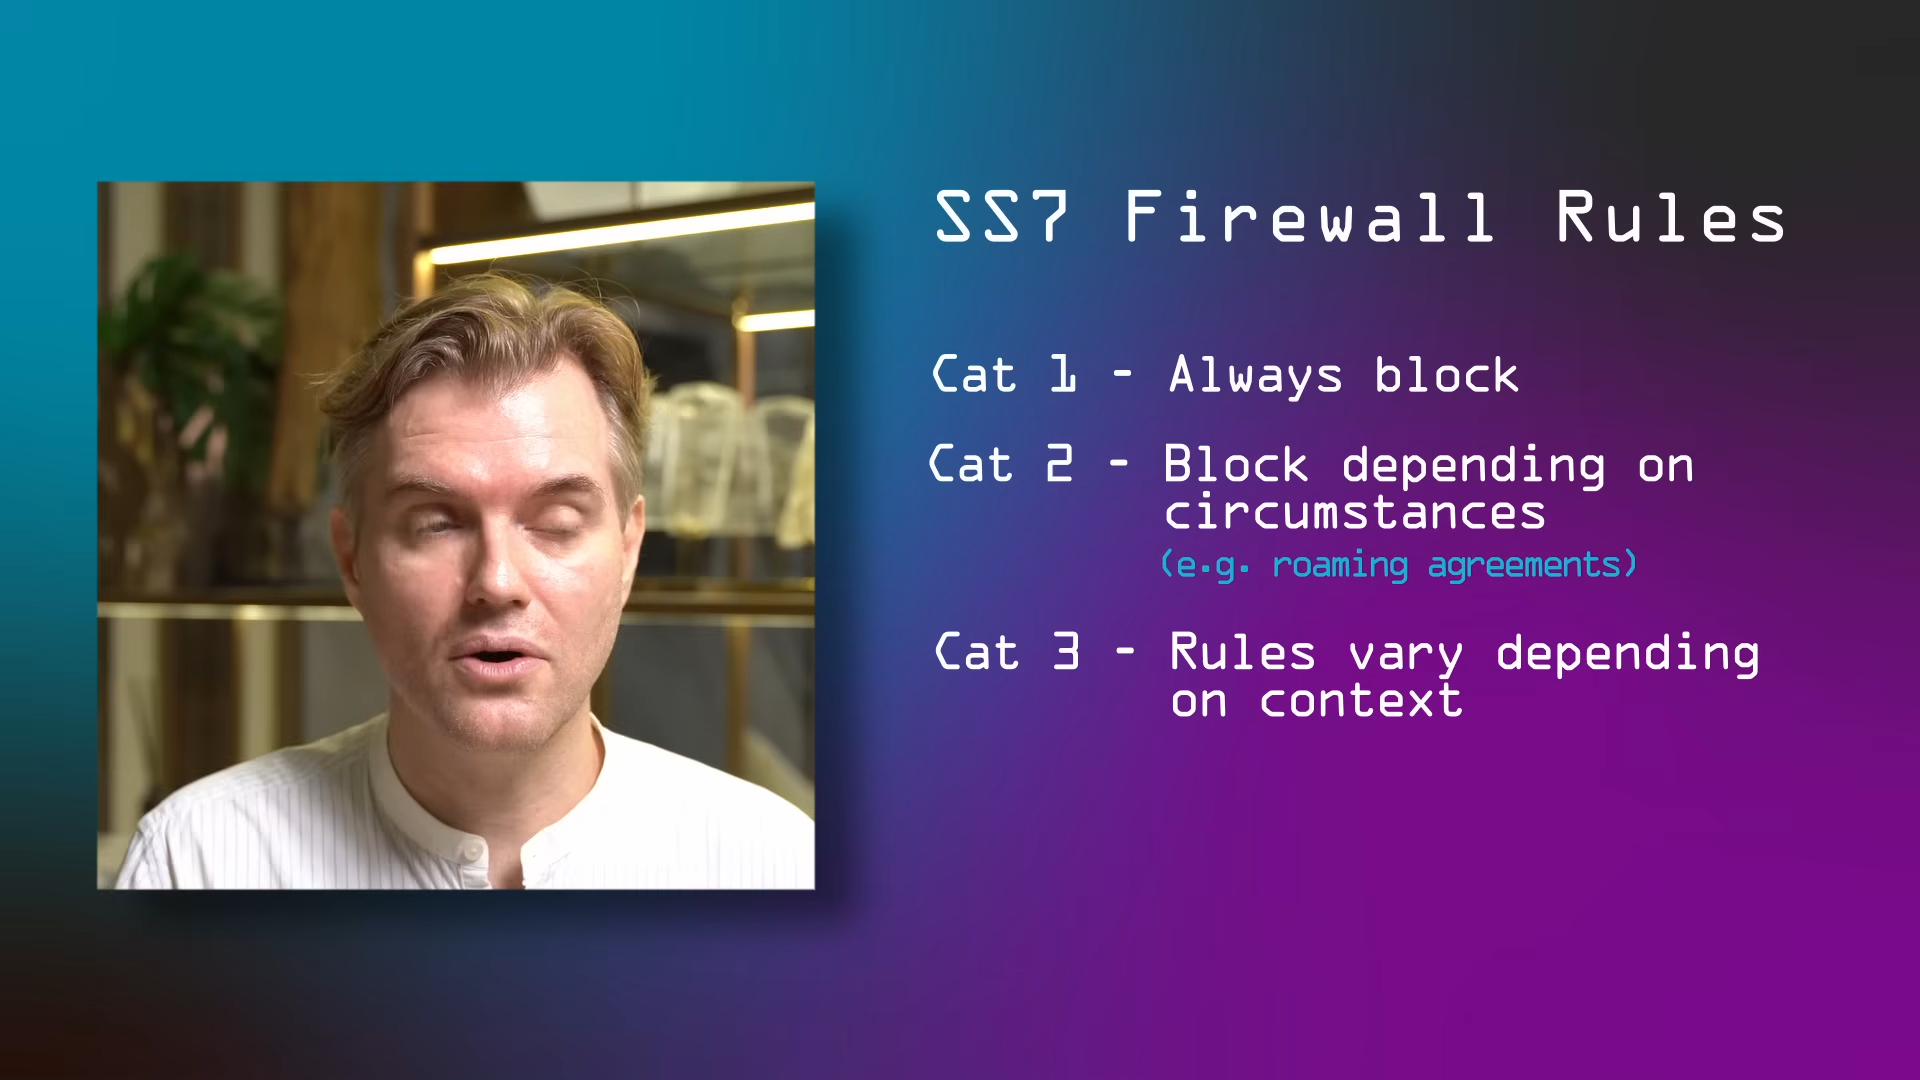 SS7 Firewall Rules
Cat 1 - Always block
Cat 2 - Block depending on
circumstances
(e.g. roaming agreements)
Cat 3 - Rules vary depending
on context